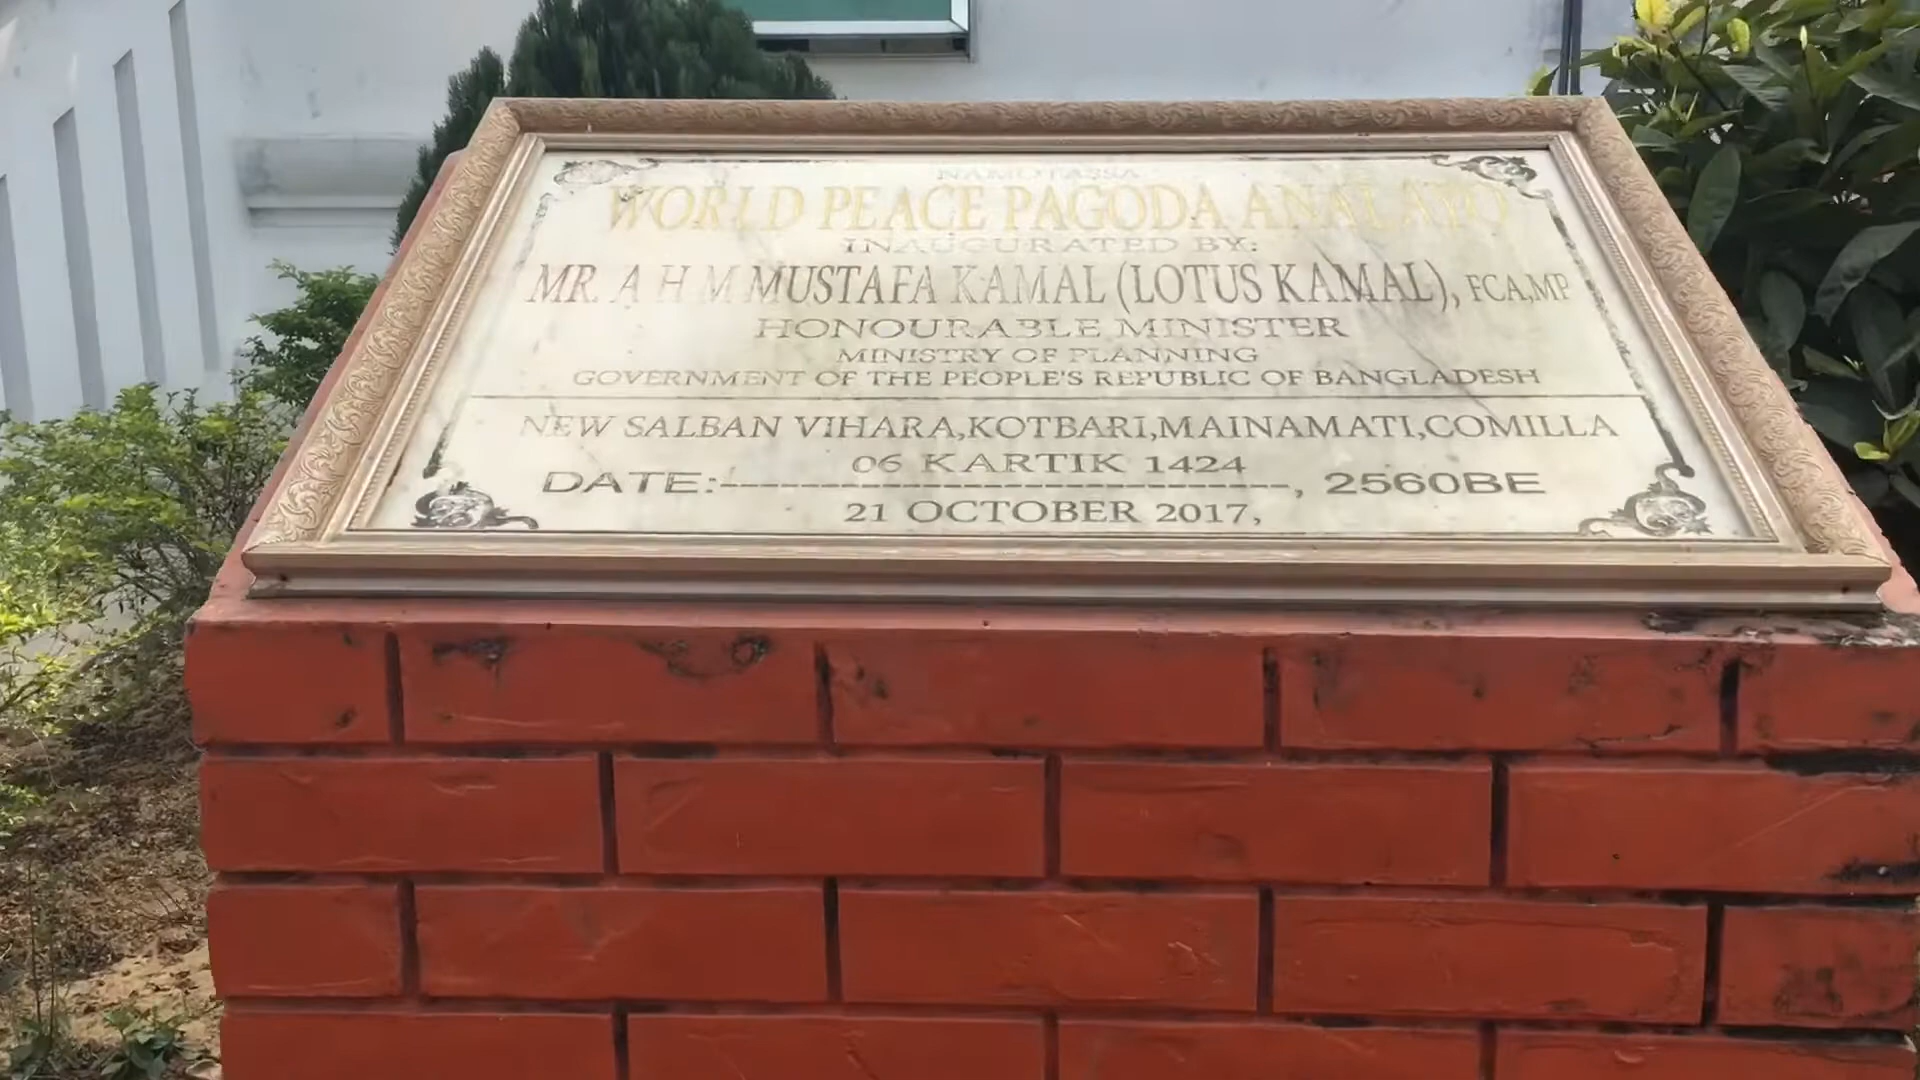 NAMO TASSA
WORLD PEACE PAGODA ANALAYO
INAUGURATED BY:
MR. A H M MUSTAFA KAMAL (LOTUS KAMAL), FCA,MP
HONOURABLE MINISTER
MINISTRY OF PLANNING
GOVERNMENT OF THE PEOPLE'S REPUBLIC OF BANGLADESH
NEW SALBAN VIHARA,KOTBARI,MAINAMATI,COMILLA
06 KARTIK 1424
DATE:-----------------------------, 2560BE
21 OCTOBER 2017,